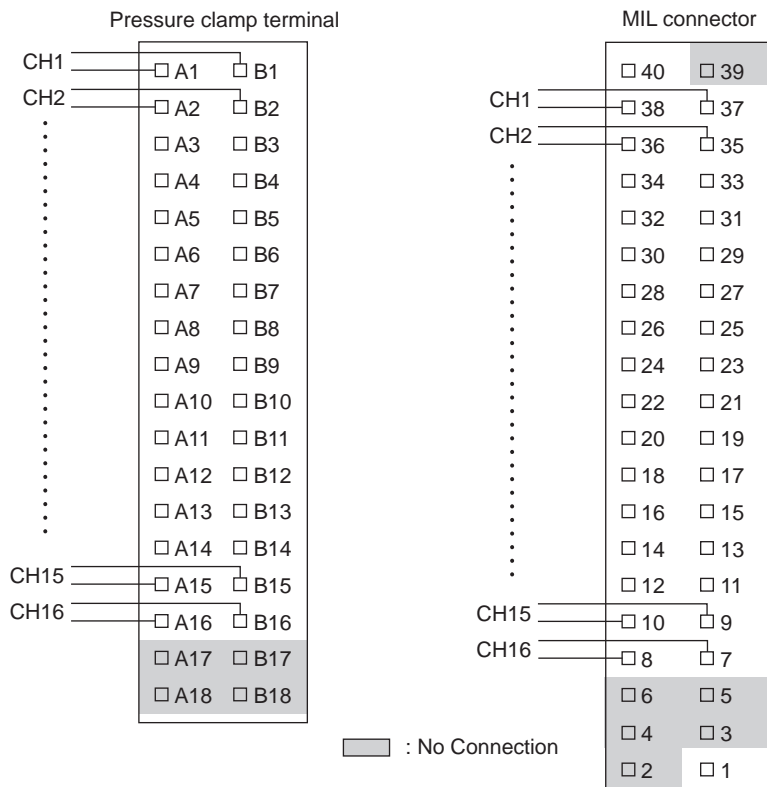 Pressure clamp terminal
CH1 A1 B1
CH2 A2 B2
A3 B3
A4 B4
A5 B5
A6 B6
A7 B7
A8 B8
A9 B9
A10 B10
A11 B11
A12 B12
A13 B13
A14 B14
CH15 A15 B15
CH16 A16 B16
A17 B17
A18 B18
MIL connector
40 39
CH1 38 37
CH2 36 35
34 33
32 31
30 29
28 27
26 25
24 23
22 21
20 19
18 17
16 15
14 13
12 11
CH15 10 9
CH16 8 7
6 5
4 3
2 1
: No Connection